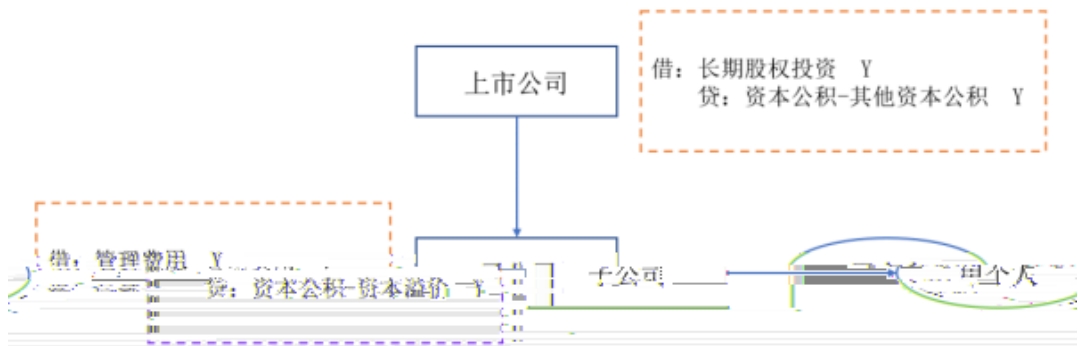 上市公司
借：长期股权投资 Y
贷：资本公积-其他资本公积 Y
借：管理费用 Y
贷：资本公积-资本溢价 Y
子公司
个人